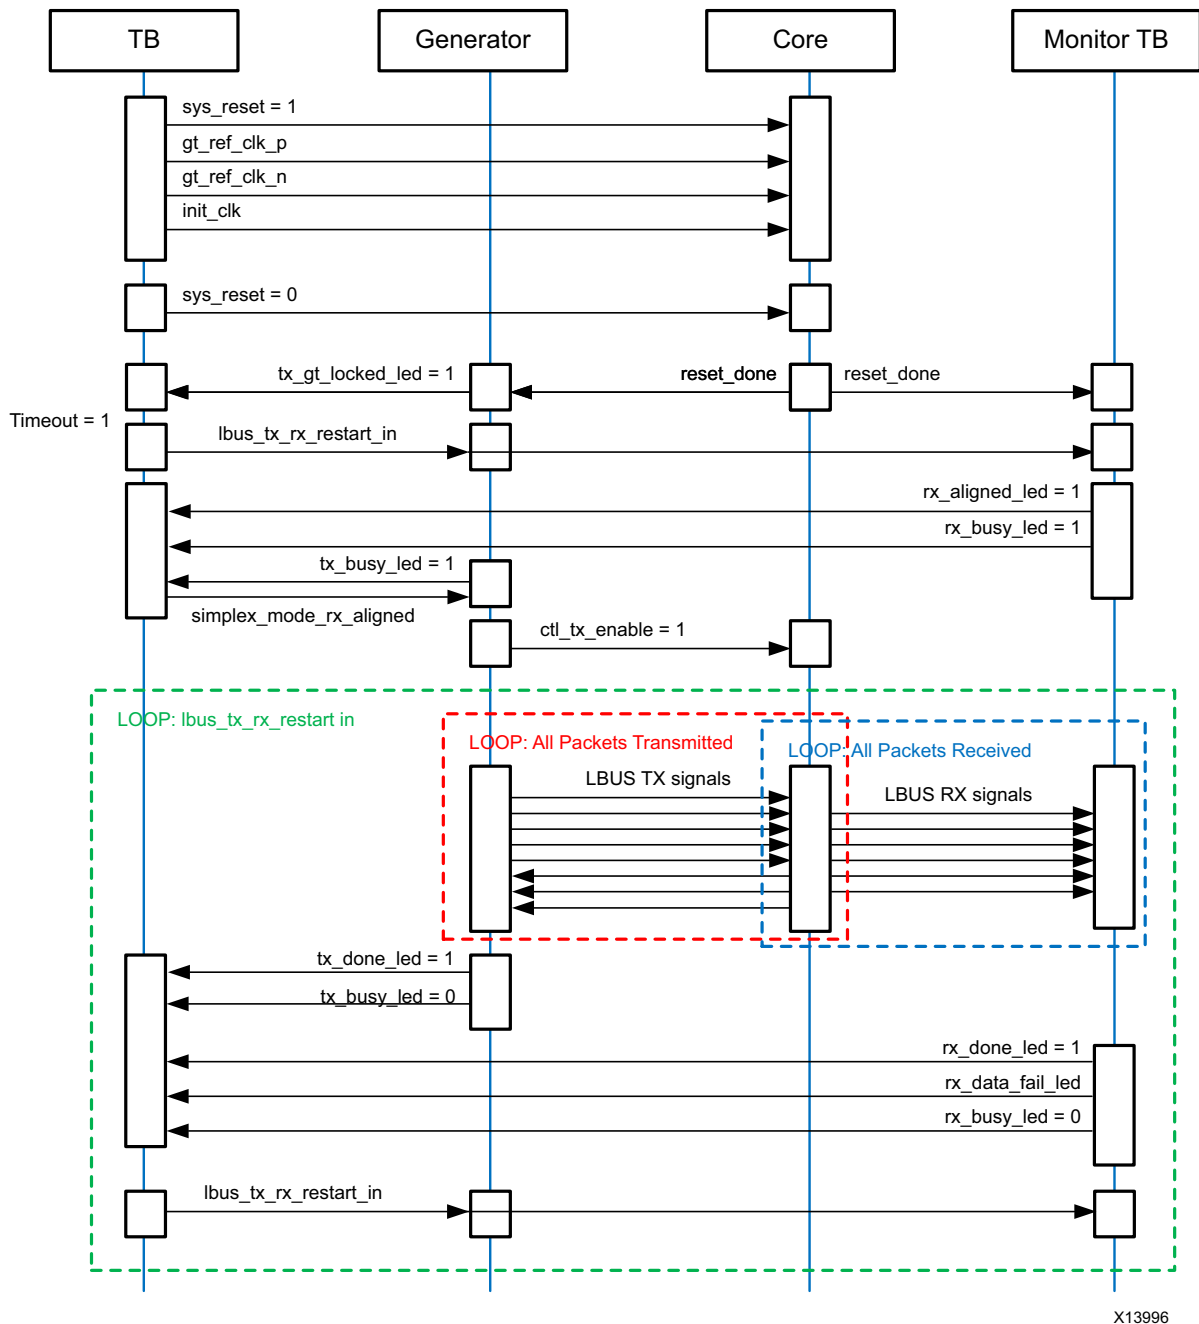 TB
Generator
Core
Monitor TB
sys_reset = 1
gt_ref_clk_p
gt_ref_clk_n
init_clk
sys_reset = 0
tx_gt_locked_led = 1
reset_done
reset_done
Timeout = 1
lbus_tx_rx_restart_in
rx_aligned_led = 1
rx_busy_led = 1
tx_busy_led = 1
simplex_mode_rx_aligned
ctl_tx_enable = 1
LOOP: lbus_tx_rx_restart in
LOOP: All Packets Transmitted
LOOP: All Packets Received
LBUS TX signals
LBUS RX signals
tx_done_led = 1
tx_busy_led = 0
rx_done_led = 1
rx_data_fail_led
rx_busy_led = 0
lbus_tx_rx_restart_in
X13996